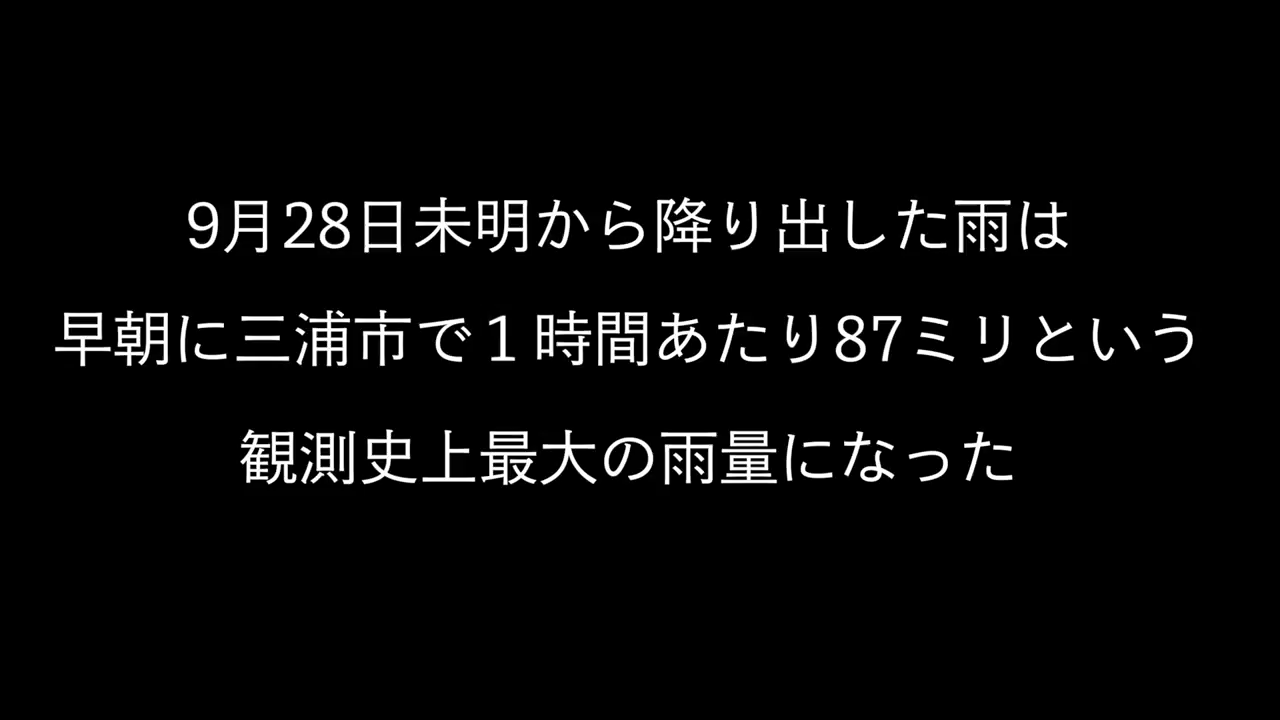 9月28日未明から降り出した雨は
早朝に三浦市で１時間あたり87ミリという
観測史上最大の雨量になった